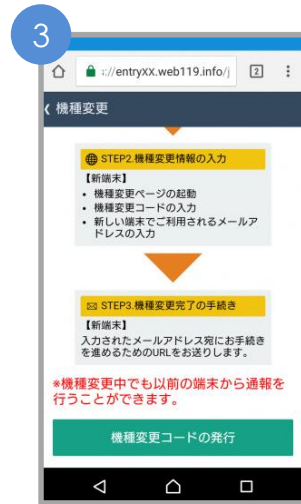 3
://entryXX.web119.info/j
2
機種変更
STEP2.機種変更情報の入力
【新端末】
・ 機種変更ページの起動
・ 機種変更コードの入力
・ 新しい端末でご利用されるメールア
ドレスの入力
STEP3.機種変更完了の手続き
【新端末】
入力されたメールアドレス宛にお手続き
を進めるためのURLをお送りします。
*機種変更中でも以前の端末から通報を
行うことができます。
機種変更コードの発行